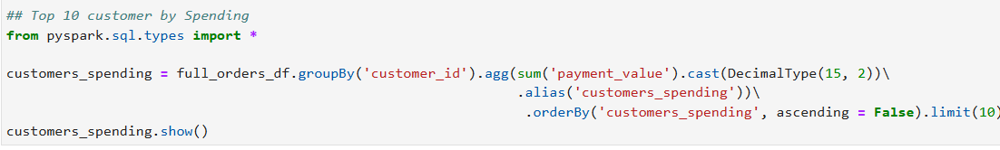 ## Top 10 customer by Spending
from pyspark.sql.types import *
customers_spending = full_orders_df.groupBy('customer_id').agg(sum('payment_value').cast(DecimalType(15, 2))\
.alias('customers_spending'))\
.orderBy('customers_spending', ascending = False).limit(10)
customers_spending.show()